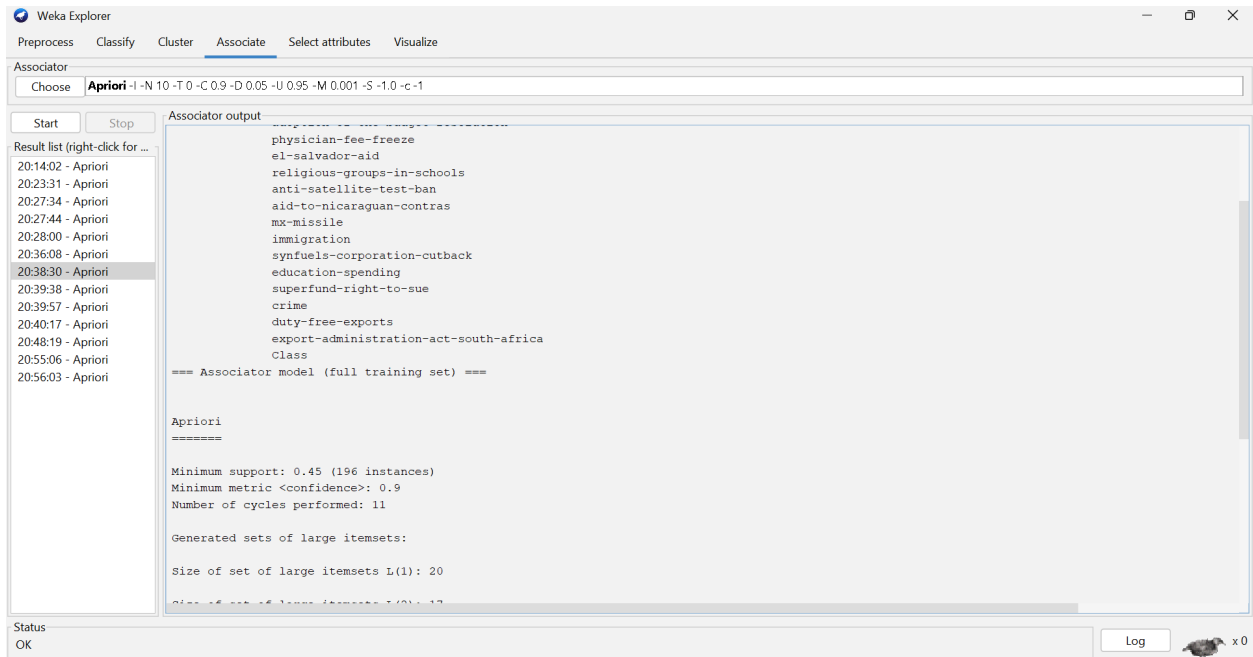 Weka Explorer
Preprocess Classify Cluster Associate Select attributes Visualize
Associator
Choose Apriori -I -N 10 -T 0 -C 0.9 -D 0.05 -U 0.95 -M 0.001 -S -1.0 -c -1
Start Stop
Result list (right-click for ...
20:14:02 - Apriori
20:23:31 - Apriori
20:27:34 - Apriori
20:27:44 - Apriori
20:28:00 - Apriori
20:36:08 - Apriori
20:38:30 - Apriori
20:39:38 - Apriori
20:39:57 - Apriori
20:40:17 - Apriori
20:48:19 - Apriori
20:55:06 - Apriori
20:56:03 - Apriori
Associator output
physician-fee-freeze
el-salvador-aid
religious-groups-in-schools
anti-satellite-test-ban
aid-to-nicaraguan-contras
mx-missile
immigration
synfuels-corporation-cutback
education-spending
superfund-right-to-sue
crime
duty-free-exports
export-administration-act-south-africa
Class
=== Associator model (full training set) ===
Apriori
=======
Minimum support: 0.45 (196 instances)
Minimum metric <confidence>: 0.9
Number of cycles performed: 11
Generated sets of large itemsets:
Size of set of large itemsets L(1): 20
Size of set of large itemsets L(2): 17
Status
OK
Log
x 0